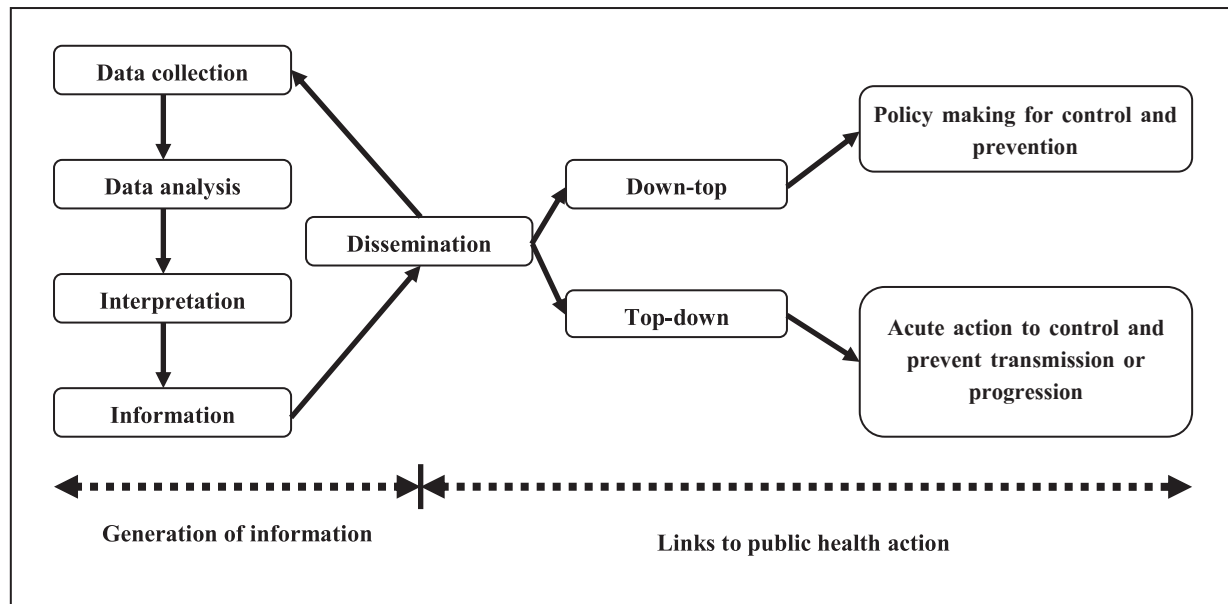 Data collection
Data analysis
Interpretation
Information
Dissemination
Down-top
Top-down
Policy making for control and
prevention
Acute action to control and
prevent transmission or
progression
Generation of information
Links to public health action